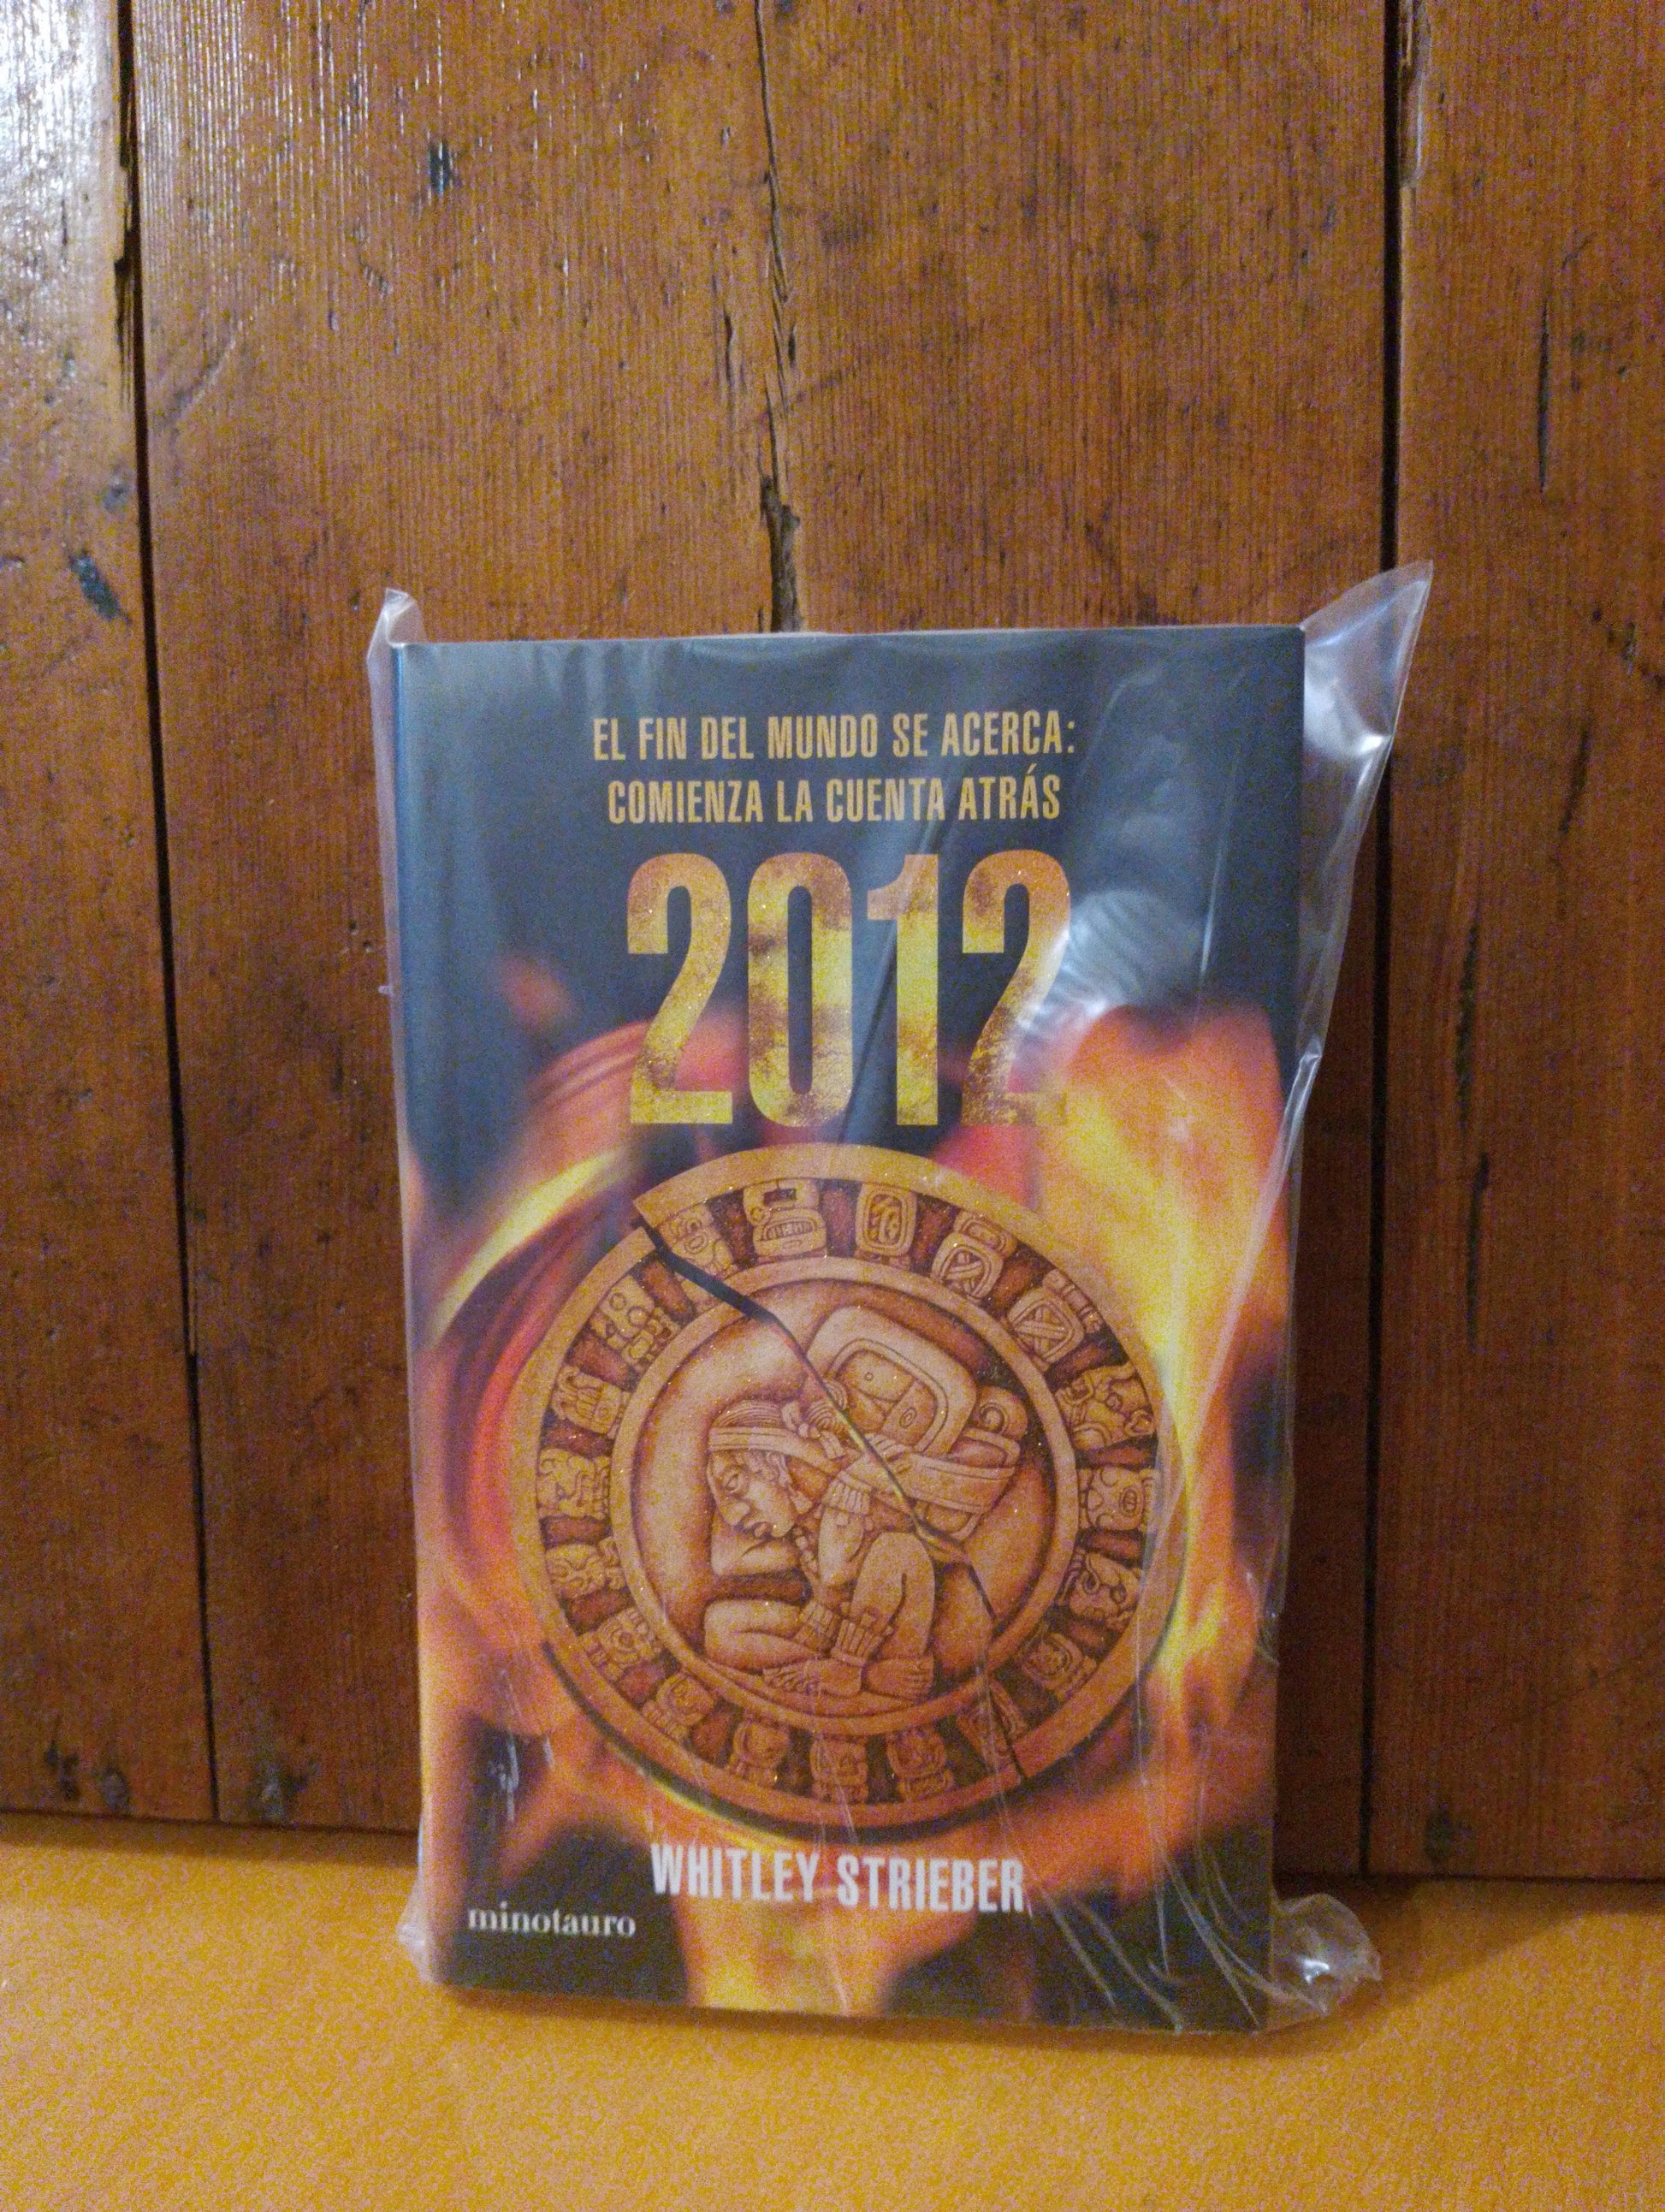 EL FIN DEL MUNDO SE ACERCA:
COMIENZA LA CUENTA ATRÁS
2012
WHITLEY STRIEBER
minotauro